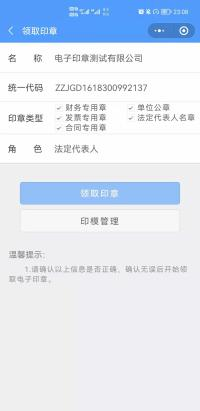 23:08
领取印章
名 称 电子印章测试有限公司
统一代码 ZZJGD1618300992137
印章类型 财务专用章 单位公章
发票专用章 法定代表人名章
合同专用章
角 色 法定代表人
领取印章
印模管理
温馨提示:
1.请确认以上信息是否正确,确认无误后开始领
取电子印章.